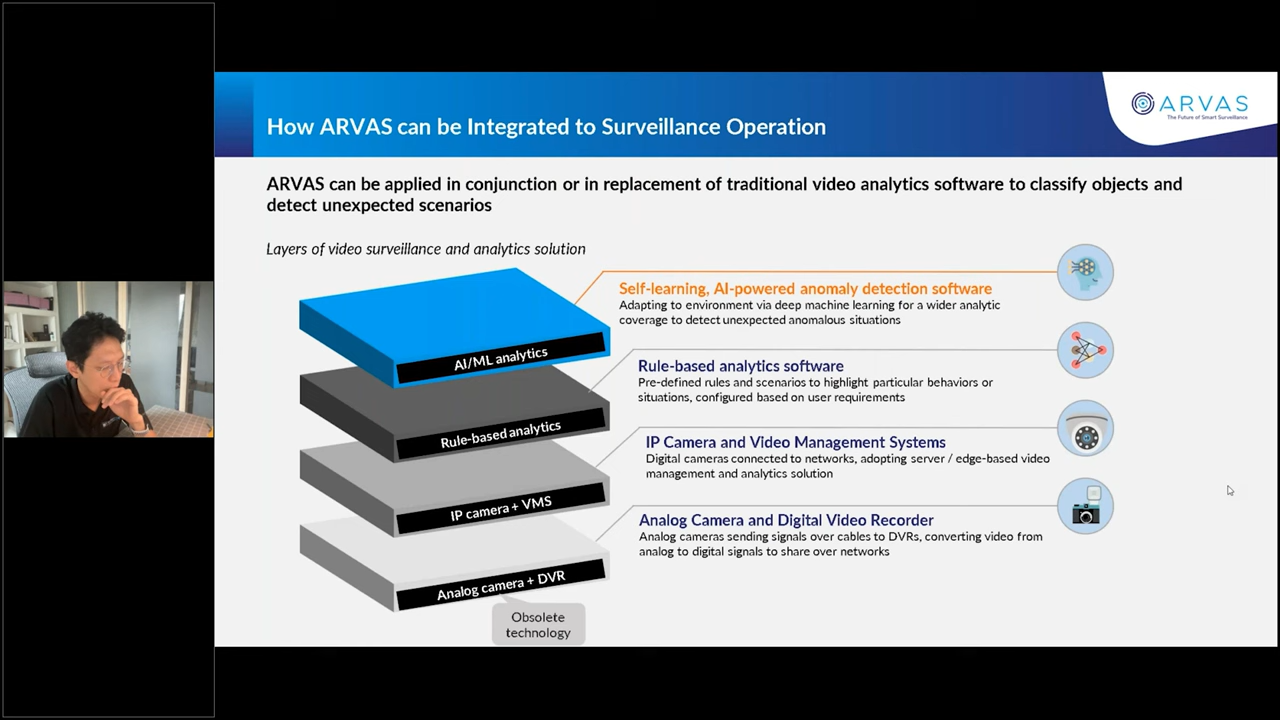 How ARVAS can be Integrated to Surveillance Operation
ARVAS
The Future of Smart Surveillance
ARVAS can be applied in conjunction or in replacement of traditional video analytics software to classify objects and
detect unexpected scenarios
Layers of video surveillance and analytics solution
AI/ML analytics
Self-learning, AI-powered anomaly detection software
Adapting to environment via deep machine learning for a wider analytic
coverage to detect unexpected anomalous situations
Rule-based analytics
Rule-based analytics software
Pre-defined rules and scenarios to highlight particular behaviors or
situations, configured based on user requirements
IP camera + VMS
IP Camera and Video Management Systems
Digital cameras connected to networks, adopting server / edge-based video
management and analytics solution
Analog camera + DVR
Analog Camera and Digital Video Recorder
Analog cameras sending signals over cables to DVRs, converting video from
analog to digital signals to share over networks
Obsolete
technology